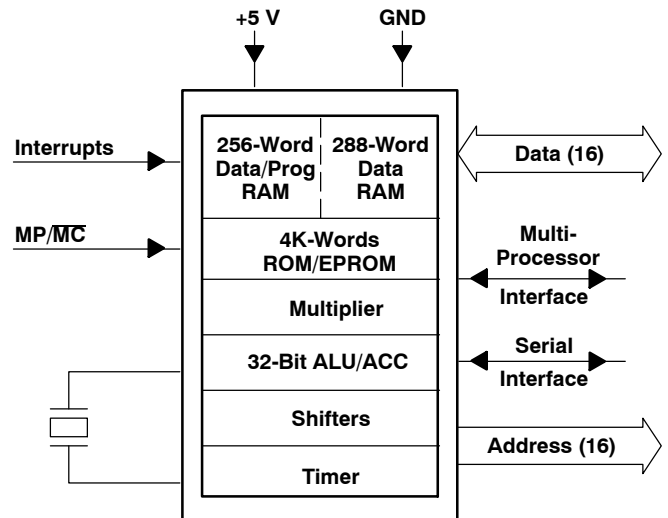 +5 V
GND
Interrupts
256-Word
Data/Prog
RAM
288-Word
Data
RAM
Data (16)
MP/M̅C̅
4K-Words
ROM/EPROM
Multi-
Processor
Interface
Multiplier
32-Bit ALU/ACC
Serial
Interface
Shifters
Address (16)
Timer